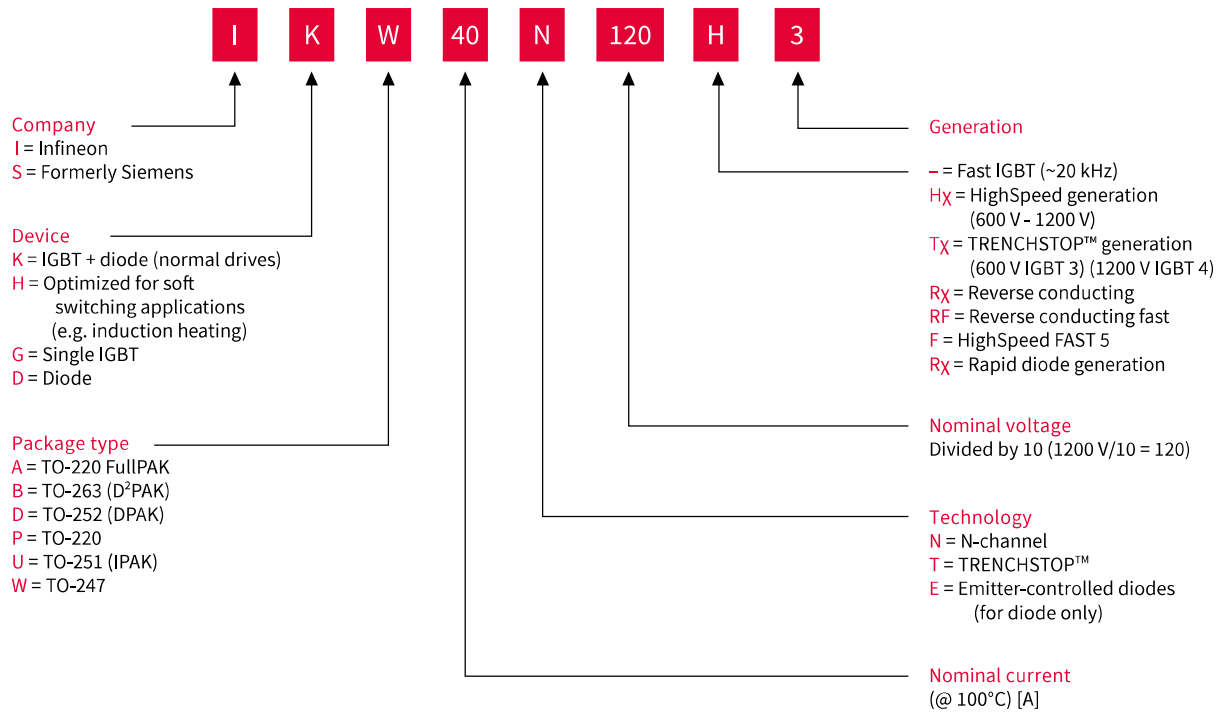 I K W 40 N 120 H 3
Company
I = Infineon
S = Formerly Siemens
Device
K = IGBT + diode (normal drives)
H = Optimized for soft
switching applications
(e.g. induction heating)
G = Single IGBT
D = Diode
Package type
A = TO-220 FullPAK
B = TO-263 (D²PAK)
D = TO-252 (DPAK)
P = TO-220
U = TO-251 (IPAK)
W = TO-247
Generation
– = Fast IGBT (~20 kHz)
Hχ = HighSpeed generation
(600 V - 1200 V)
Tχ = TRENCHSTOP™ generation
(600 V IGBT 3) (1200 V IGBT 4)
Rχ = Reverse conducting
RF = Reverse conducting fast
F = HighSpeed FAST 5
Rχ = Rapid diode generation
Nominal voltage
Divided by 10 (1200 V/10 = 120)
Technology
N = N-channel
T = TRENCHSTOP™
E = Emitter-controlled diodes
(for diode only)
Nominal current
(@ 100°C) [A]